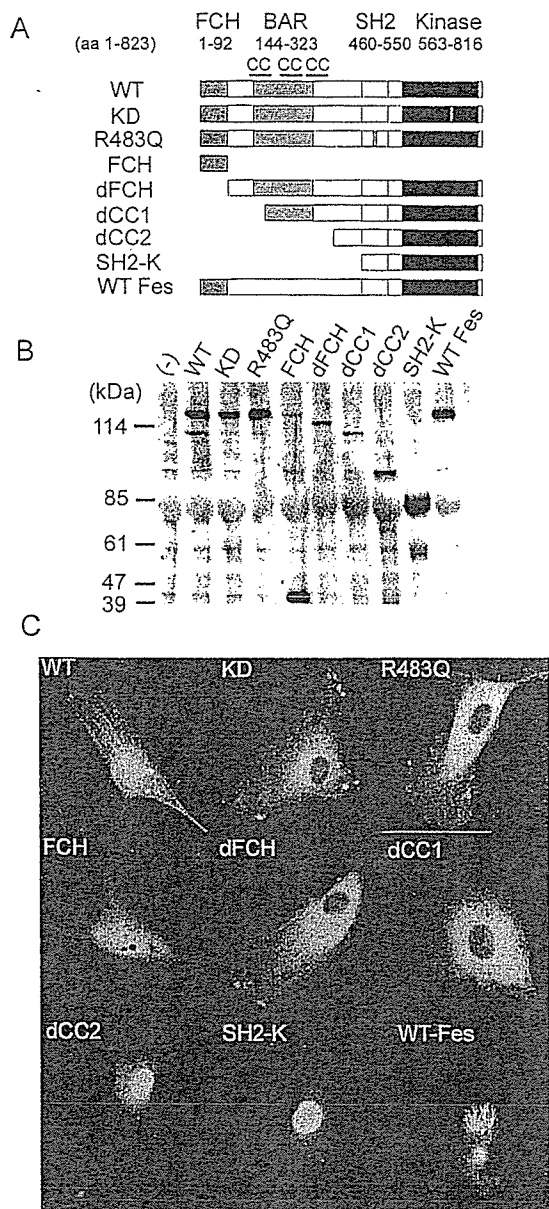 A
FCH BAR SH2 Kinase
(aa 1-823) 1-92 144-323 460-550 563-816
CC CC CC
WT
KD
R483Q
FCH
dFCH
dCC1
dCC2
SH2-K
WT Fes
B
(-) WT KD R483Q FCH dFCH dCC1 dCC2 SH2-K WT Fes
(kDa)
114
85
61
47
39
C
WT KD R483Q
FCH dFCH dCC1
dCC2 SH2-K WT-Fes